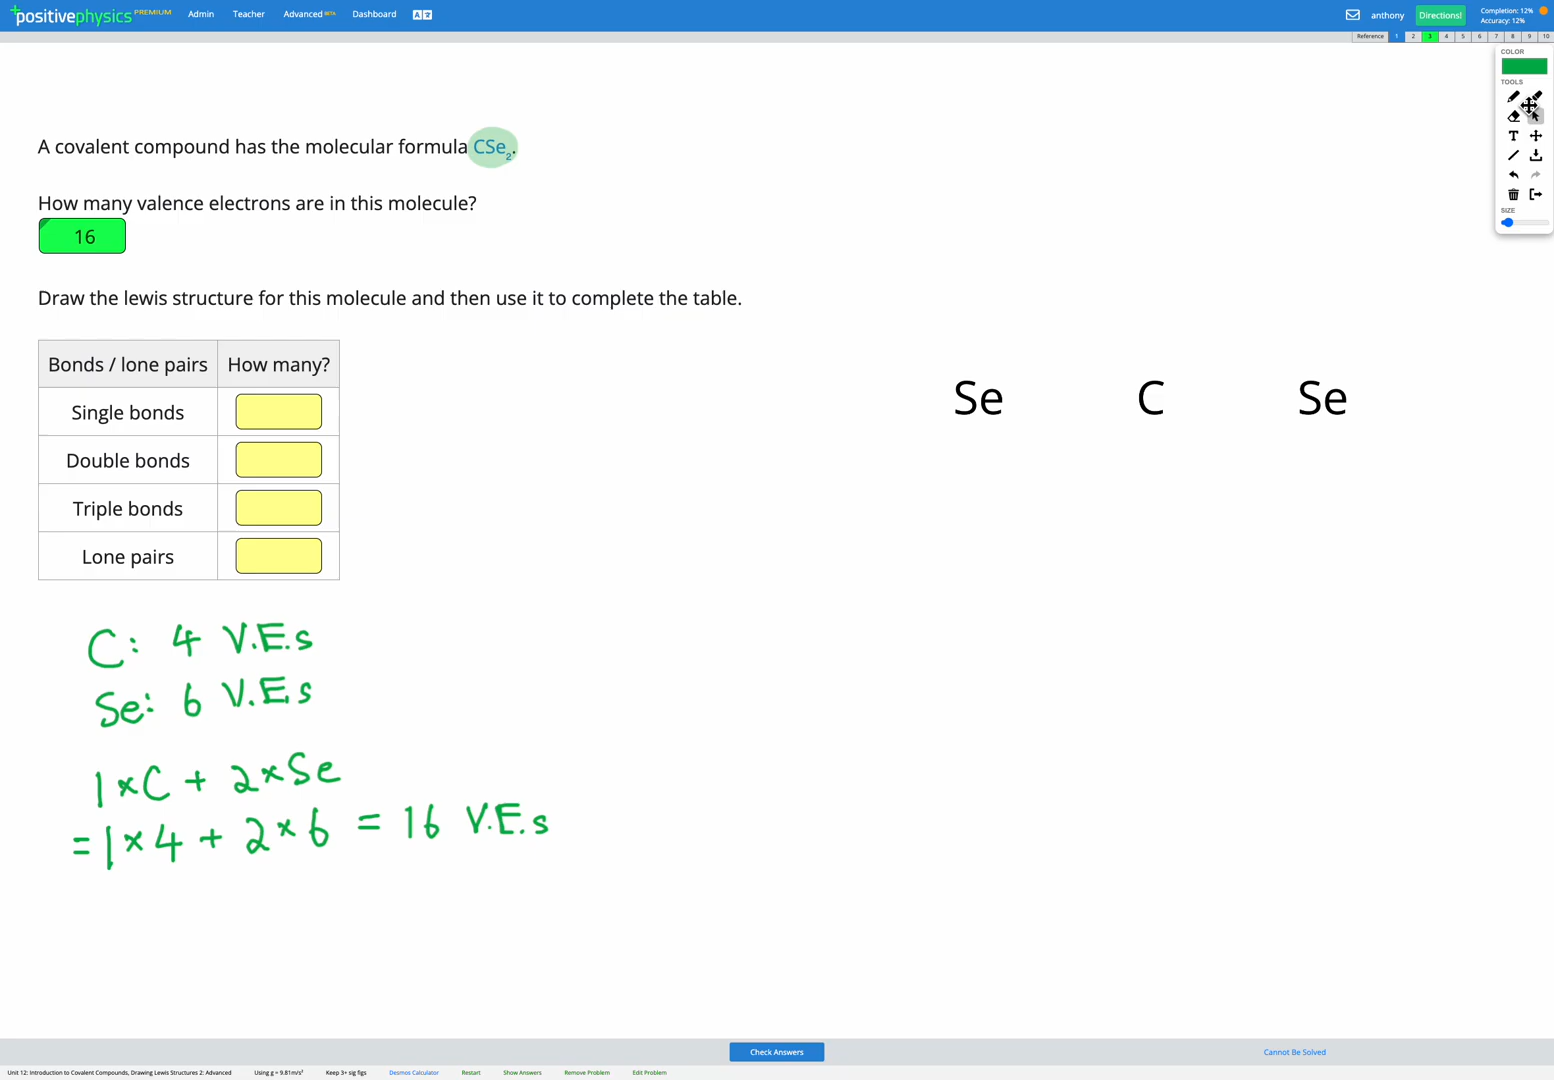 +positivephysics PREMIUM Admin Teacher Advanced BETA Dashboard A anthony Directions! Completion: 12%
Accuracy: 12%
Reference 1 2 3 4 5 6 7 8 9 10
COLOR
TOOLS
T
SIZE
A covalent compound has the molecular formula CSe₂.
How many valence electrons are in this molecule?
16
Draw the lewis structure for this molecule and then use it to complete the table.
Bonds / lone pairs How many?
Single bonds
Double bonds
Triple bonds
Lone pairs
Se C Se
C: 4 V.E.s
Se: 6 V.E.s
1×C + 2×Se
=1×4 + 2×6 = 16 V.E.s
Check Answers
Cannot Be Solved
Unit 12: Introduction to Covalent Compounds, Drawing Lewis Structures 2: Advanced Using g = 9.81m/s² Keep 3+ sig figs Desmos Calculator Restart Show Answers Remove Problem Edit Problem